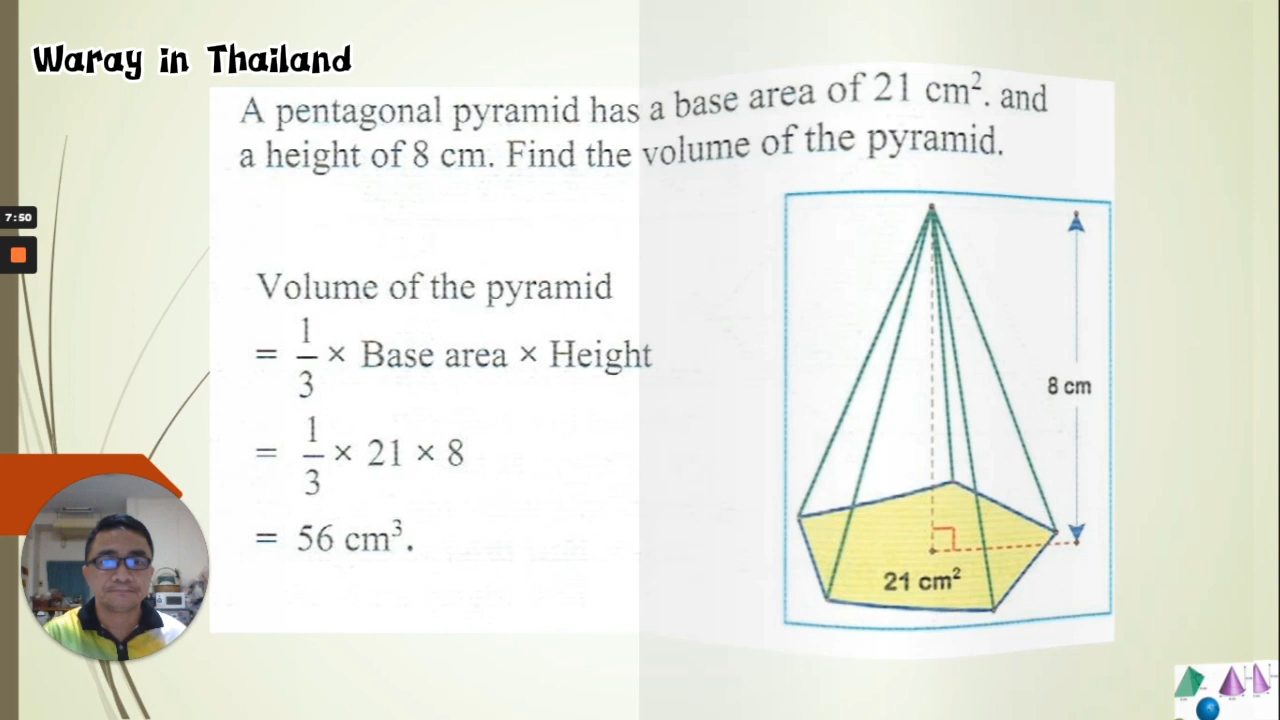 Waray in Thailand
A pentagonal pyramid has a base area of 21 cm². and
a height of 8 cm. Find the volume of the pyramid.
7:50
Volume of the pyramid
= 1/3 × Base area × Height
= 1/3 × 21 × 8
= 56 cm³.
8 cm
21 cm²